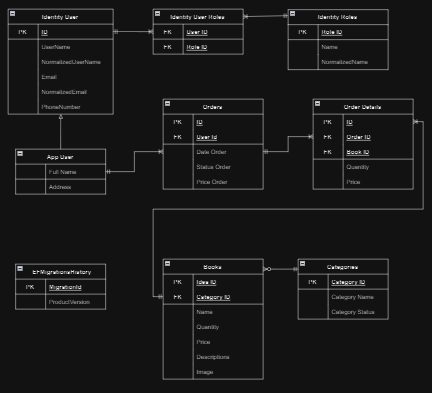 Identity User
PK ID
UserName
NormalizedUserName
Email
NormalizedEmail
PhoneNumber
Identity User Roles
FK User ID
FK Role ID
Identity Roles
PK Role ID
Name
NormalizedName
App User
Full Name
Address
Orders
PK ID
FK User Id
Date Order
Status Order
Price Order
Order Details
PK ID
FK Order ID
FK Book ID
Quantity
Price
EFMigrationsHistory
PK MigrationId
ProductVersion
Books
PK Idea ID
FK Category ID
Name
Quantity
Price
Descriptions
Image
Categories
PK Category ID
Category Name
Category Status